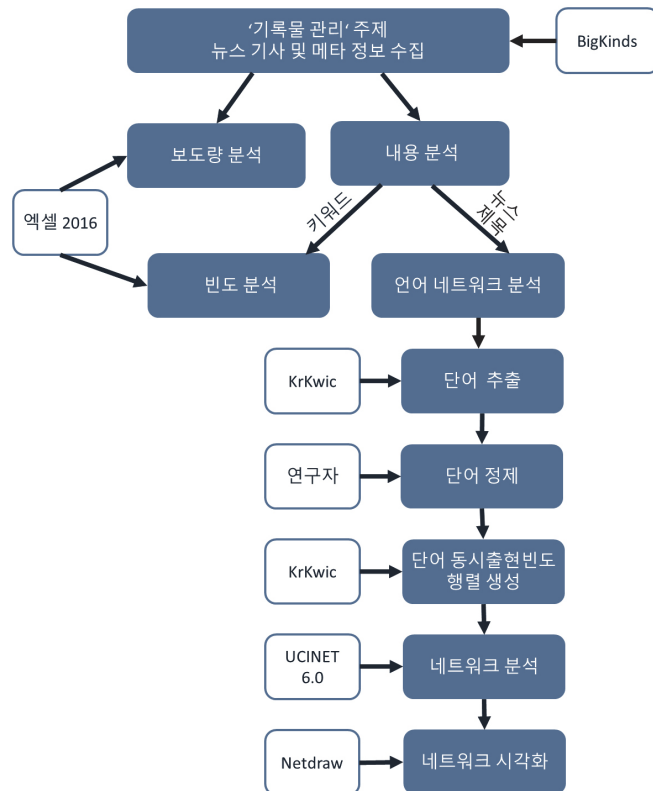 ‘기록물 관리‘ 주제
뉴스 기사 및 메타 정보 수집
BigKinds
보도량 분석
내용 분석
엑셀 2016
키워드
뉴스
제목
빈도 분석
언어 네트워크 분석
KrKwic
단어 추출
연구자
단어 정제
KrKwic
단어 동시출현빈도
행렬 생성
UCINET
6.0
네트워크 분석
Netdraw
네트워크 시각화